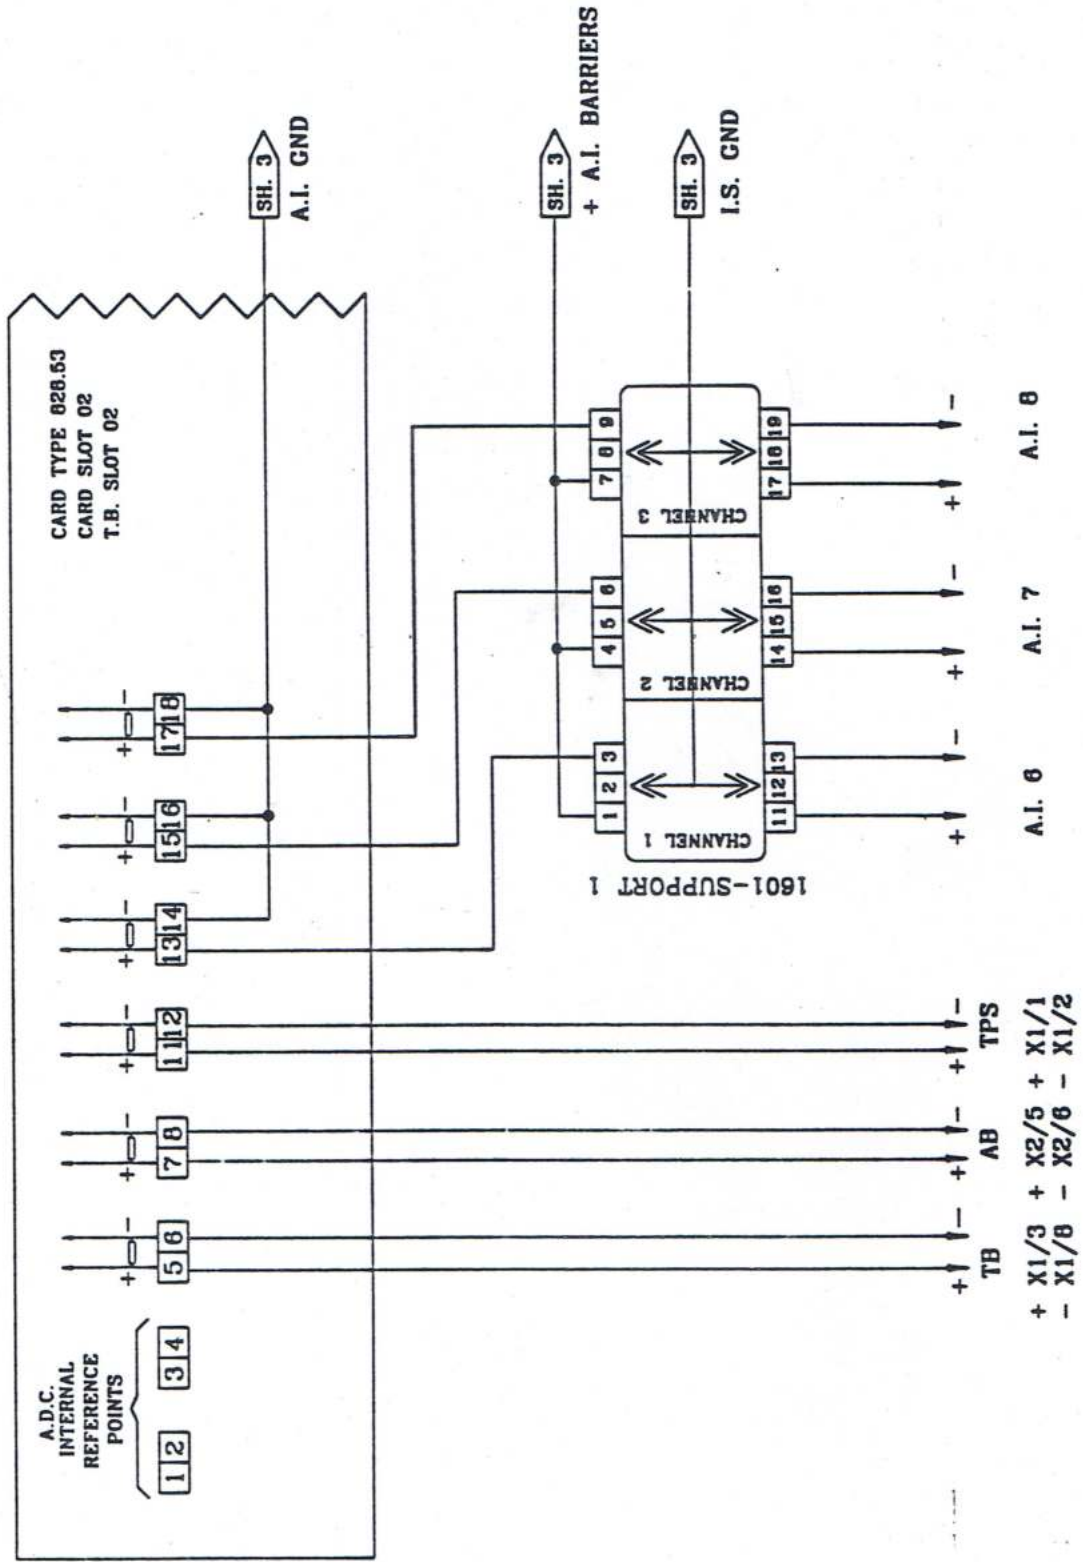 A.D.C.
INTERNAL
REFERENCE
POINTS
CARD TYPE 828.53
CARD SLOT 02
T.B. SLOT 02
+ - + - + - + - + - + -
1 2 3 4 5 6 7 8 11 12 13 14 15 16 17 18
SH. 3
A.I. GND
SH. 3
+ A.I. BARRIERS
SH. 3
I.S. GND
1 2 3 4 5 6 7 8 9
CHANNEL 1
CHANNEL 2
CHANNEL 3
11 12 13 14 15 16 17 18 19
1601-SUPPORT 1
+ - + - + - + - + - + -
TB AB TPS A.I. 6 A.I. 7 A.I. 8
+ X1/3 + X2/5 + X1/1
- X1/8 - X2/6 - X1/2